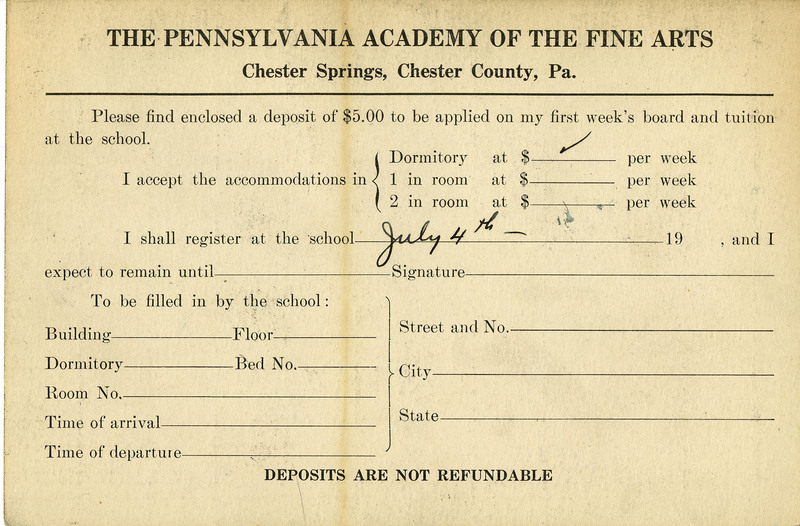 THE PENNSYLVANIA ACADEMY OF THE FINE ARTS
Chester Springs, Chester County, Pa.
Please find enclosed a deposit of $5.00 to be applied on my first week's board and tuition
at the school.
Dormitory at $ ✓ per week
I accept the accommodations in { 1 in room at $ per week
2 in room at $ per week
I shall register at the school July 4th — 19 , and I
expect to remain until Signature
To be filled in by the school:
Building Floor
Dormitory Bed No.
Room No.
Time of arrival
Time of departure
Street and No.
City
State
DEPOSITS ARE NOT REFUNDABLE